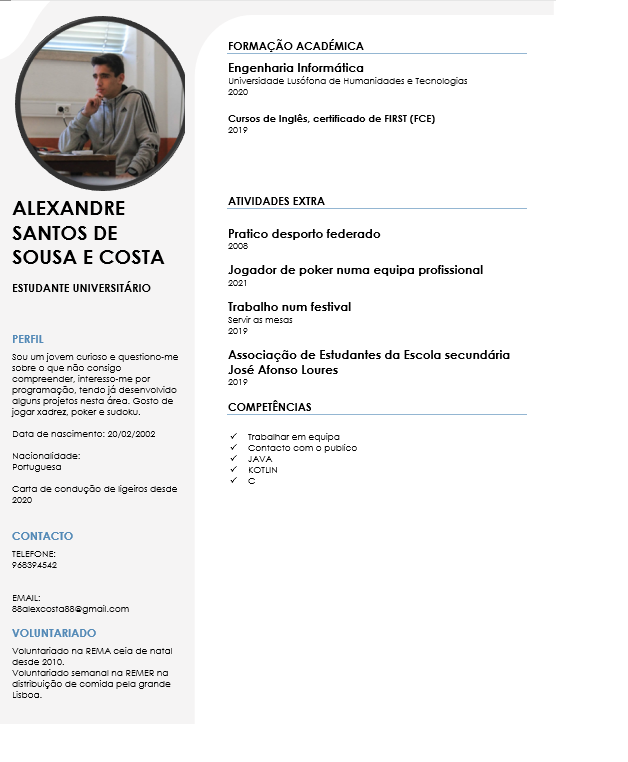 ALEXANDRE
SANTOS DE
SOUSA E COSTA
ESTUDANTE UNIVERSITÁRIO
PERFIL
Sou um jovem curioso e questiono-me
sobre o que não consigo
compreender, interesso-me por
programação, tendo já desenvolvido
alguns projetos nesta área. Gosto de
jogar xadrez, poker e sudoku.
Data de nascimento: 20/02/2002
Nacionalidade:
Portuguesa
Carta de condução de ligeiros desde
2020
CONTACTO
TELEFONE:
968394542
EMAIL:
88alexcosta88@gmail.com
VOLUNTARIADO
Voluntariado na REMA ceia de natal
desde 2010.
Voluntariado semanal na REMER na
distribuição de comida pela grande
Lisboa.
FORMAÇÃO ACADÉMICA
Engenharia Informática
Universidade Lusófona de Humanidades e Tecnologias
2020
Cursos de Inglês, certificado de FIRST (FCE)
2019
ATIVIDADES EXTRA
Pratico desporto federado
2008
Jogador de poker numa equipa profissional
2021
Trabalho num festival
Servir as mesas
2019
Associação de Estudantes da Escola secundária
José Afonso Loures
2019
COMPETÊNCIAS
✓ Trabalhar em equipa
✓ Contacto com o publico
✓ JAVA
✓ KOTLIN
✓ C